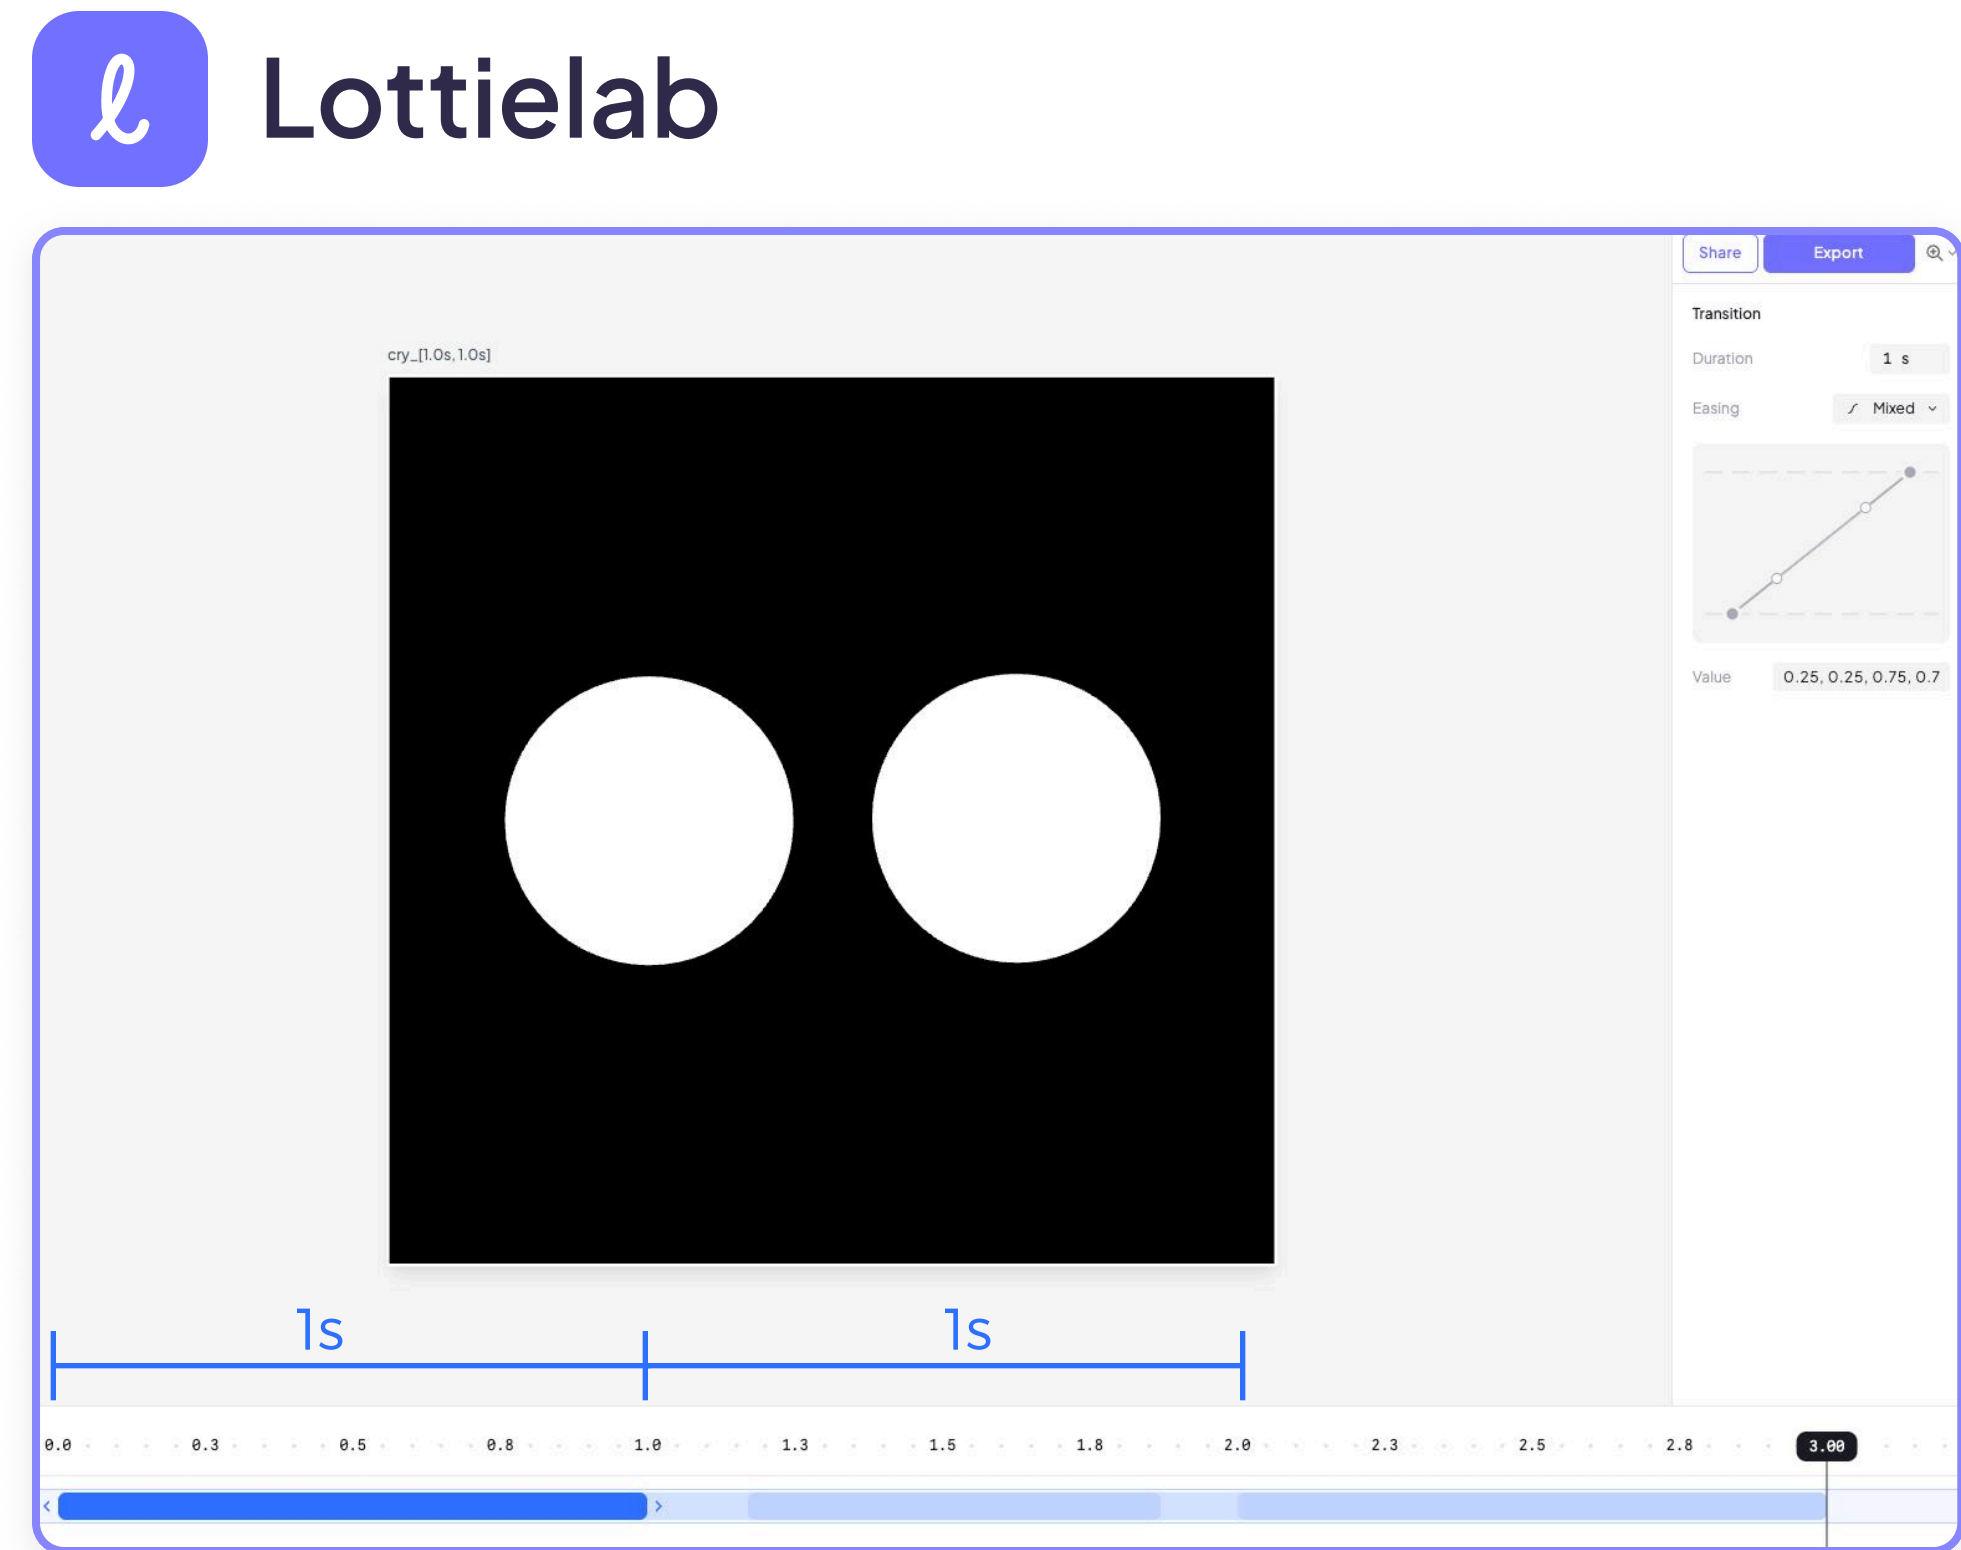 Lottielab
Share Export
Transition
cry_[1.0s, 1.0s]
Duration 1 s
Easing Mixed
Value 0.25, 0.25, 0.75, 0.7
1s 1s
0.0 0.3 0.5 0.8 1.0 1.3 1.5 1.8 2.0 2.3 2.5 2.8 3.00